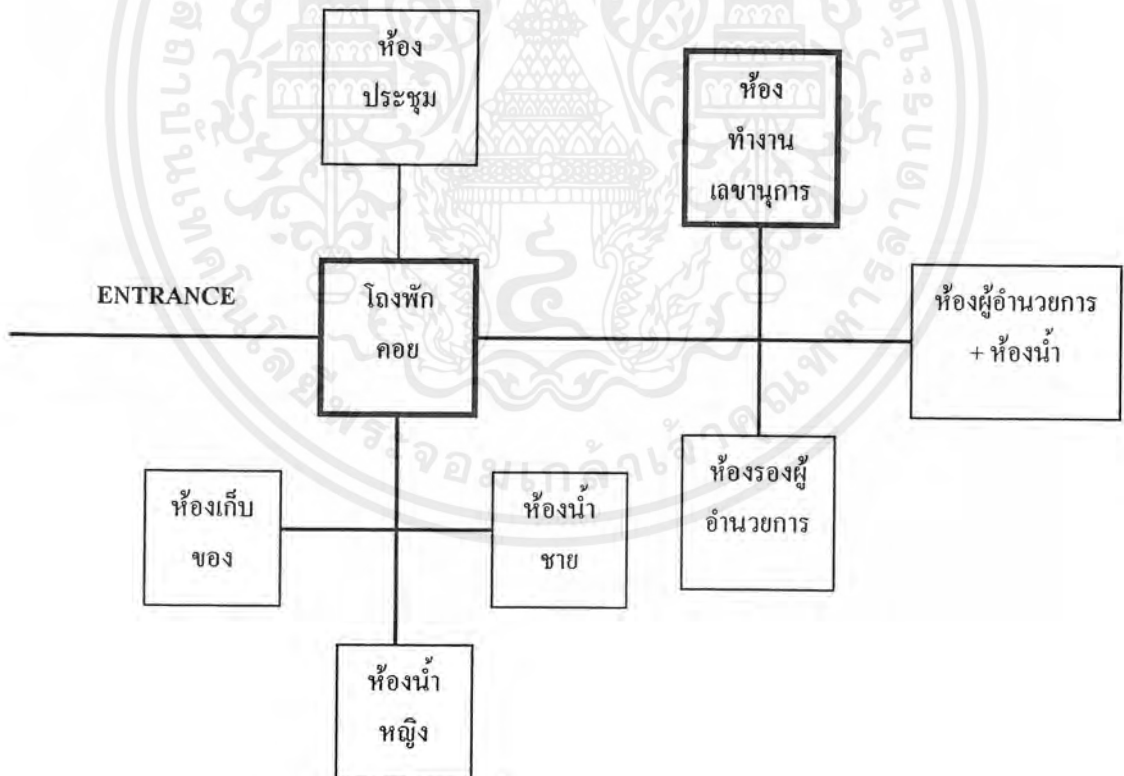 ห้อง
ประชุม
ห้อง
ทำงาน
เลขานุการ
ENTRANCE
โถงพัก
คอย
ห้องผู้อำนวยการ
+ ห้องน้ำ
ห้องเก็บ
ของ
ห้องน้ำ
ชาย
ห้องรองผู้
อำนวยการ
ห้องน้ำ
หญิง